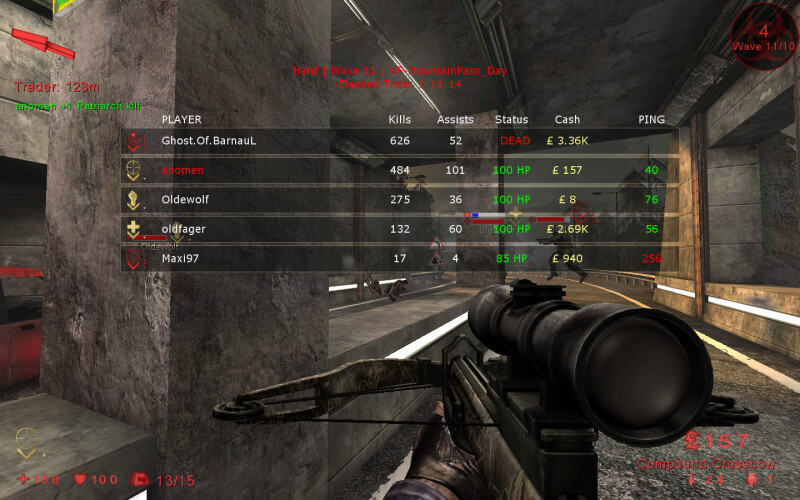 4
Wave 11/10
Trader: 123m
anomen +1 Patriarch kill
Hard | Wave 11 | KF-MountainPass_Day
PLAYER Kills Assists Status Cash PING
Ghost.Of.BarnauL 626 52 DEAD £ 3.36K
anomen 484 101 100 HP £ 157 40
Oldewolf 275 36 100 HP £ 8 76
oldfager 132 60 100 HP £ 2.69K 56
Oldewolf
Maxi97 17 4 85 HP £ 940 256
£157
Compound Crossbow
100 100 13/15